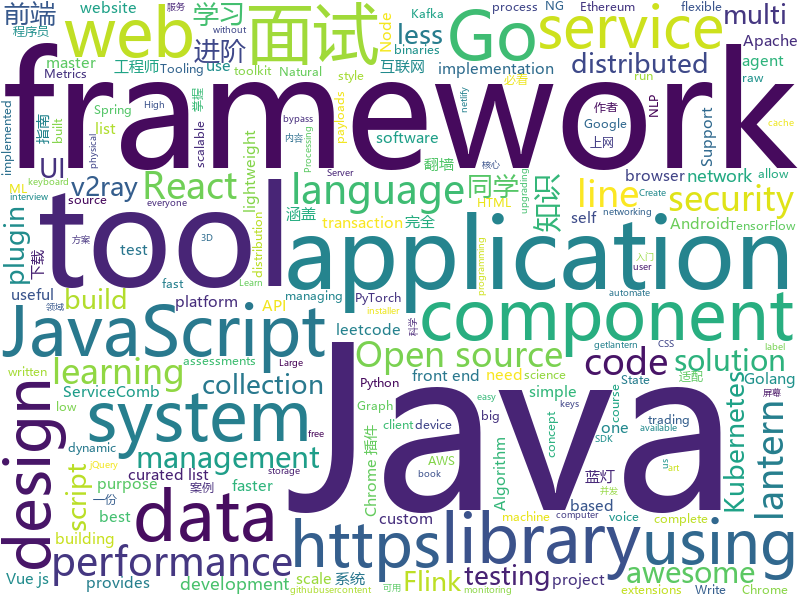 前端
website
学习
web
面试
less
Kafka
process
NG
Ethereum
flexible
multi
服务
程序员
without
binaries
master
进阶
Go
service
Node
Apache
Metrics
工程师
Tooling
use
toolkit
Natural
互联网
implementation
distributed
agent
raw
framework
implemented
指南
built
Spring
list
High
scalable
掌握
bypass
style
payloads
必看
software
作者
Google
上网
Support
NLP
run
netlify
cache
physical
UI
v2ray
React
lightweight
Processing
内容
翻墙
browser
network
allow
plugin
ML
keyboard
source
interview
everyone
language
同学
知识
HTML
核心
Server
line
security
upgrading
Create
self
Android
TensorFlow
networking
下载
tool
方案
test
3D
distribution
涵盖
transaction
完全
application
programming
入门
user
useful
领域
build
platform
fast
Learn
managing
PyTorch
installer
API
automate
leetcode
科学
component
JavaScript
Java
getlantern
CSS
label
written
learning
assessments
Large
Python
Open source
code
solution
适配
屏幕
ServiceComb
collection
front end
need
science
State
Golang
low
free
Graph
simple
course
trading
jQuery
dynamic
system
client
device
easy
big
keys
one
available
us
art
Kubernetes
lantern
design
management
Chrome 插件
AWS
book
concept
SDK
purpose
curated list
storage
Algorithm
faster
based
蓝灯
script
案例
data
https
library
using
best
一份
custom
machine
voice
complete
并发
computer
building
performance
testing
awesome
Vue js
provides
development
scale
系统
Flink
project
可用
monitoring
githubusercontent
Write
Chrome
extensions